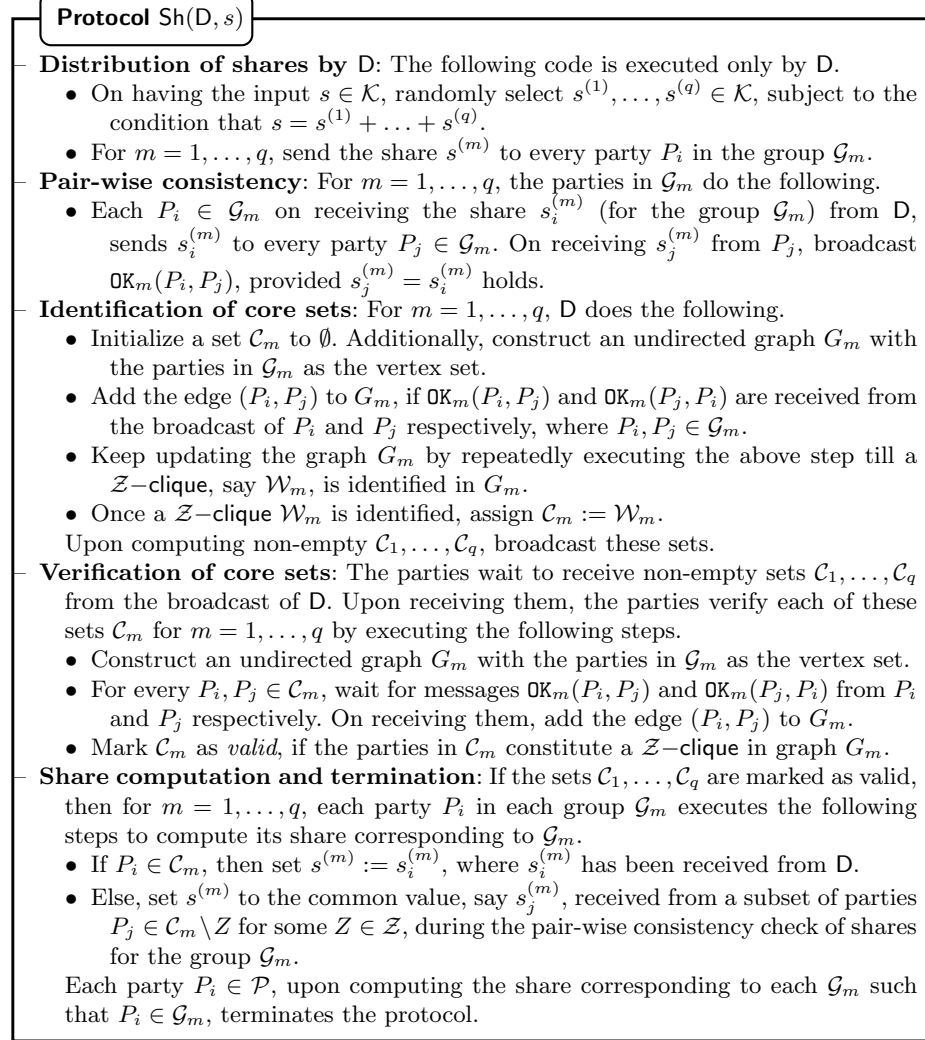 Protocol Sh(D, s)
– Distribution of shares by D: The following code is executed only by D.
• On having the input s ∈ 𝒦, randomly select s^{(1)}, . . . , s^{(q)} ∈ 𝒦, subject to the
condition that s = s^{(1)} + . . . + s^{(q)}.
• For m = 1, . . . , q, send the share s^{(m)} to every party P_i in the group 𝒢_m.
– Pair-wise consistency: For m = 1, . . . , q, the parties in 𝒢_m do the following.
• Each P_i ∈ 𝒢_m on receiving the share s_i^{(m)} (for the group 𝒢_m) from D,
sends s_i^{(m)} to every party P_j ∈ 𝒢_m. On receiving s_j^{(m)} from P_j, broadcast
OK_m(P_i, P_j), provided s_j^{(m)} = s_i^{(m)} holds.
– Identification of core sets: For m = 1, . . . , q, D does the following.
• Initialize a set 𝒞_m to ∅. Additionally, construct an undirected graph G_m with
the parties in 𝒢_m as the vertex set.
• Add the edge (P_i, P_j) to G_m, if OK_m(P_i, P_j) and OK_m(P_j, P_i) are received from
the broadcast of P_i and P_j respectively, where P_i, P_j ∈ 𝒢_m.
• Keep updating the graph G_m by repeatedly executing the above step till a
𝒵−clique, say 𝒲_m, is identified in G_m.
• Once a 𝒵−clique 𝒲_m is identified, assign 𝒞_m := 𝒲_m.
Upon computing non-empty 𝒞_1, . . . , 𝒞_q, broadcast these sets.
– Verification of core sets: The parties wait to receive non-empty sets 𝒞_1, . . . , 𝒞_q
from the broadcast of D. Upon receiving them, the parties verify each of these
sets 𝒞_m for m = 1, . . . , q by executing the following steps.
• Construct an undirected graph G_m with the parties in 𝒢_m as the vertex set.
• For every P_i, P_j ∈ 𝒞_m, wait for messages OK_m(P_i, P_j) and OK_m(P_j, P_i) from P_i
and P_j respectively. On receiving them, add the edge (P_i, P_j) to G_m.
• Mark 𝒞_m as valid, if the parties in 𝒞_m constitute a 𝒵−clique in graph G_m.
– Share computation and termination: If the sets 𝒞_1, . . . , 𝒞_q are marked as valid,
then for m = 1, . . . , q, each party P_i in each group 𝒢_m executes the following
steps to compute its share corresponding to 𝒢_m.
• If P_i ∈ 𝒞_m, then set s^{(m)} := s_i^{(m)}, where s_i^{(m)} has been received from D.
• Else, set s^{(m)} to the common value, say s_j^{(m)}, received from a subset of parties
P_j ∈ 𝒞_m \ Z for some Z ∈ 𝒵, during the pair-wise consistency check of shares
for the group 𝒢_m.
Each party P_i ∈ 𝒫, upon computing the share corresponding to each 𝒢_m such
that P_i ∈ 𝒢_m, terminates the protocol.